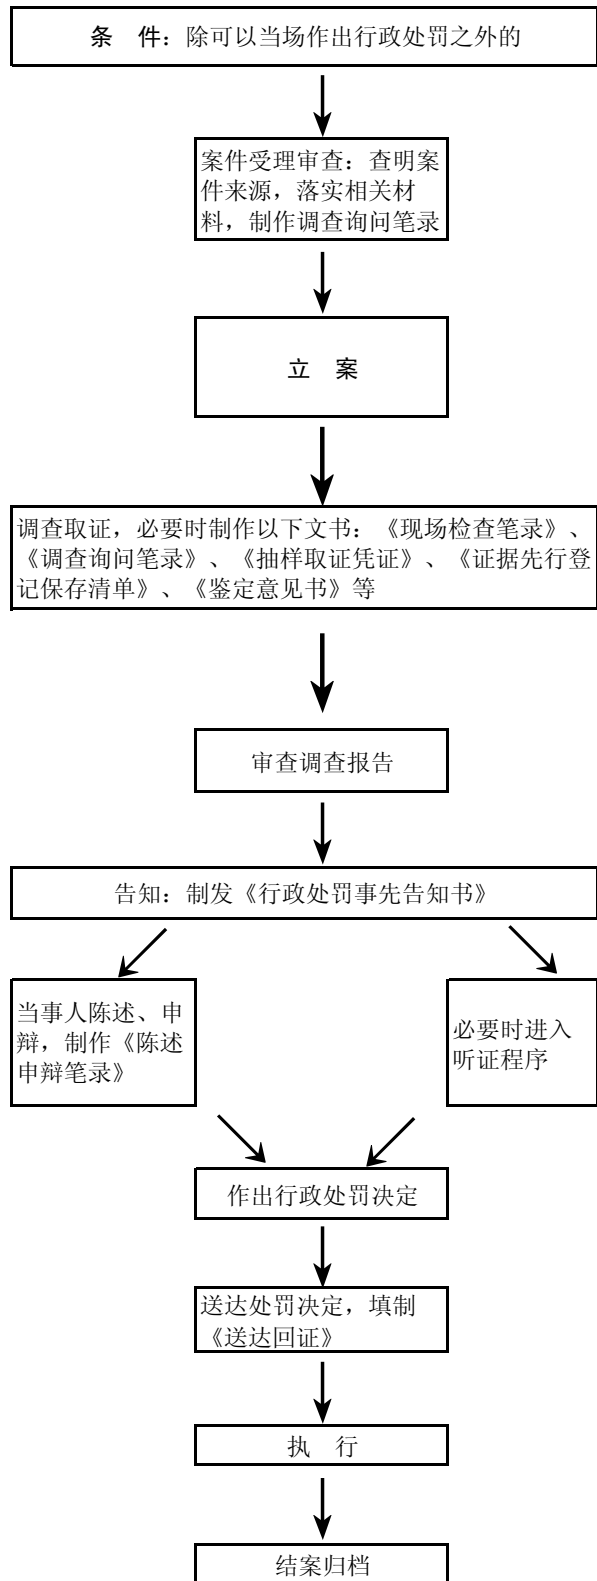 条　件：除可以当场作出行政处罚之外的
案件受理审查：查明案
件来源，落实相关材
料，制作调查询问笔录
立　案
调查取证，必要时制作以下文书：《现场检查笔录》、
《调查询问笔录》、《抽样取证凭证》、《证据先行登
记保存清单》、《鉴定意见书》等
审查调查报告
告知：制发《行政处罚事先告知书》
当事人陈述、申
辩，制作《陈述
申辩笔录》
必要时进入
听证程序
作出行政处罚决定
送达处罚决定，填制
《送达回证》
执　行
结案归档